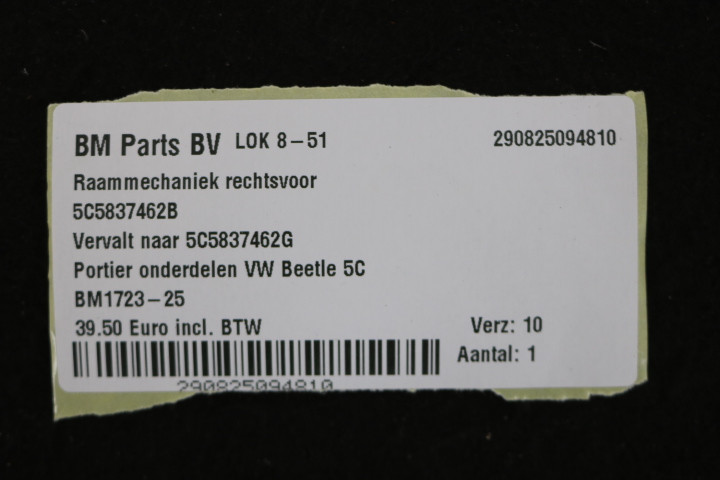 BM Parts BV LOK 8-51 290825094810
Raammechaniek rechtsvoor
5C5837462B
Vervalt naar 5C5837462G
Portier onderdelen VW Beetle 5C
BM1723-25
39.50 Euro incl. BTW Verz: 10
Aantal: 1
290825094810